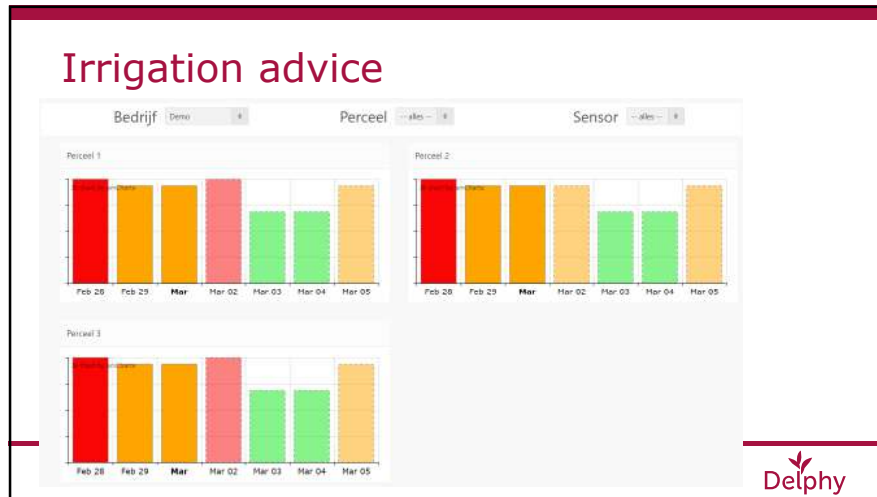 Irrigation advice
Bedrijf Demo Perceel -- alles -- Sensor -- alles --
Perceel 1
Feb 28 Feb 29 Mar Mar 02 Mar 03 Mar 04 Mar 05
Perceel 2
Feb 28 Feb 29 Mar Mar 02 Mar 03 Mar 04 Mar 05
Perceel 3
Feb 28 Feb 29 Mar Mar 02 Mar 03 Mar 04 Mar 05
Delphy